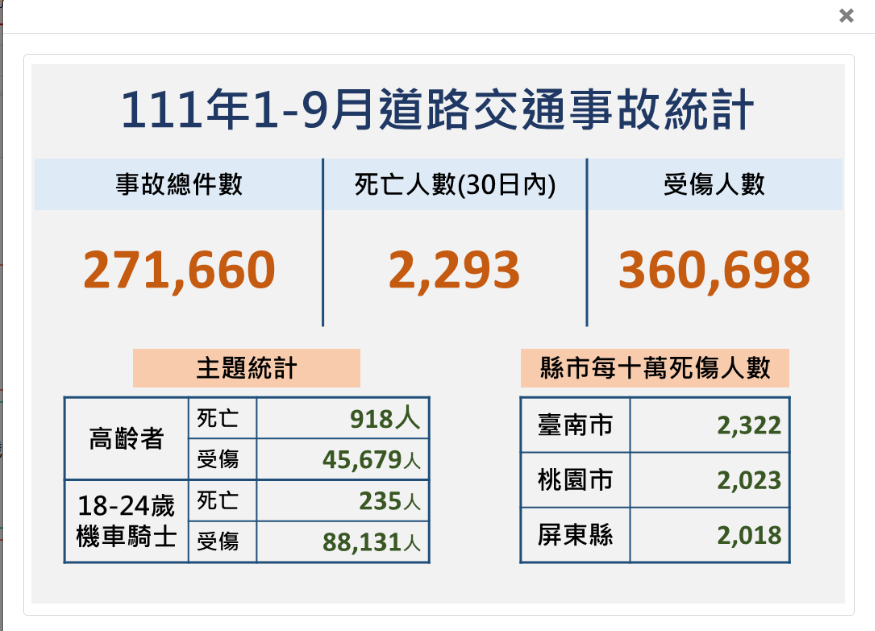 ×
111年1-9月道路交通事故統計
事故總件數 死亡人數(30日內) 受傷人數
271,660 2,293 360,698
主題統計
高齡者 死亡 918人
受傷 45,679人
18-24歲機車騎士 死亡 235人
受傷 88,131人
縣市每十萬死傷人數
臺南市 2,322
桃園市 2,023
屏東縣 2,018